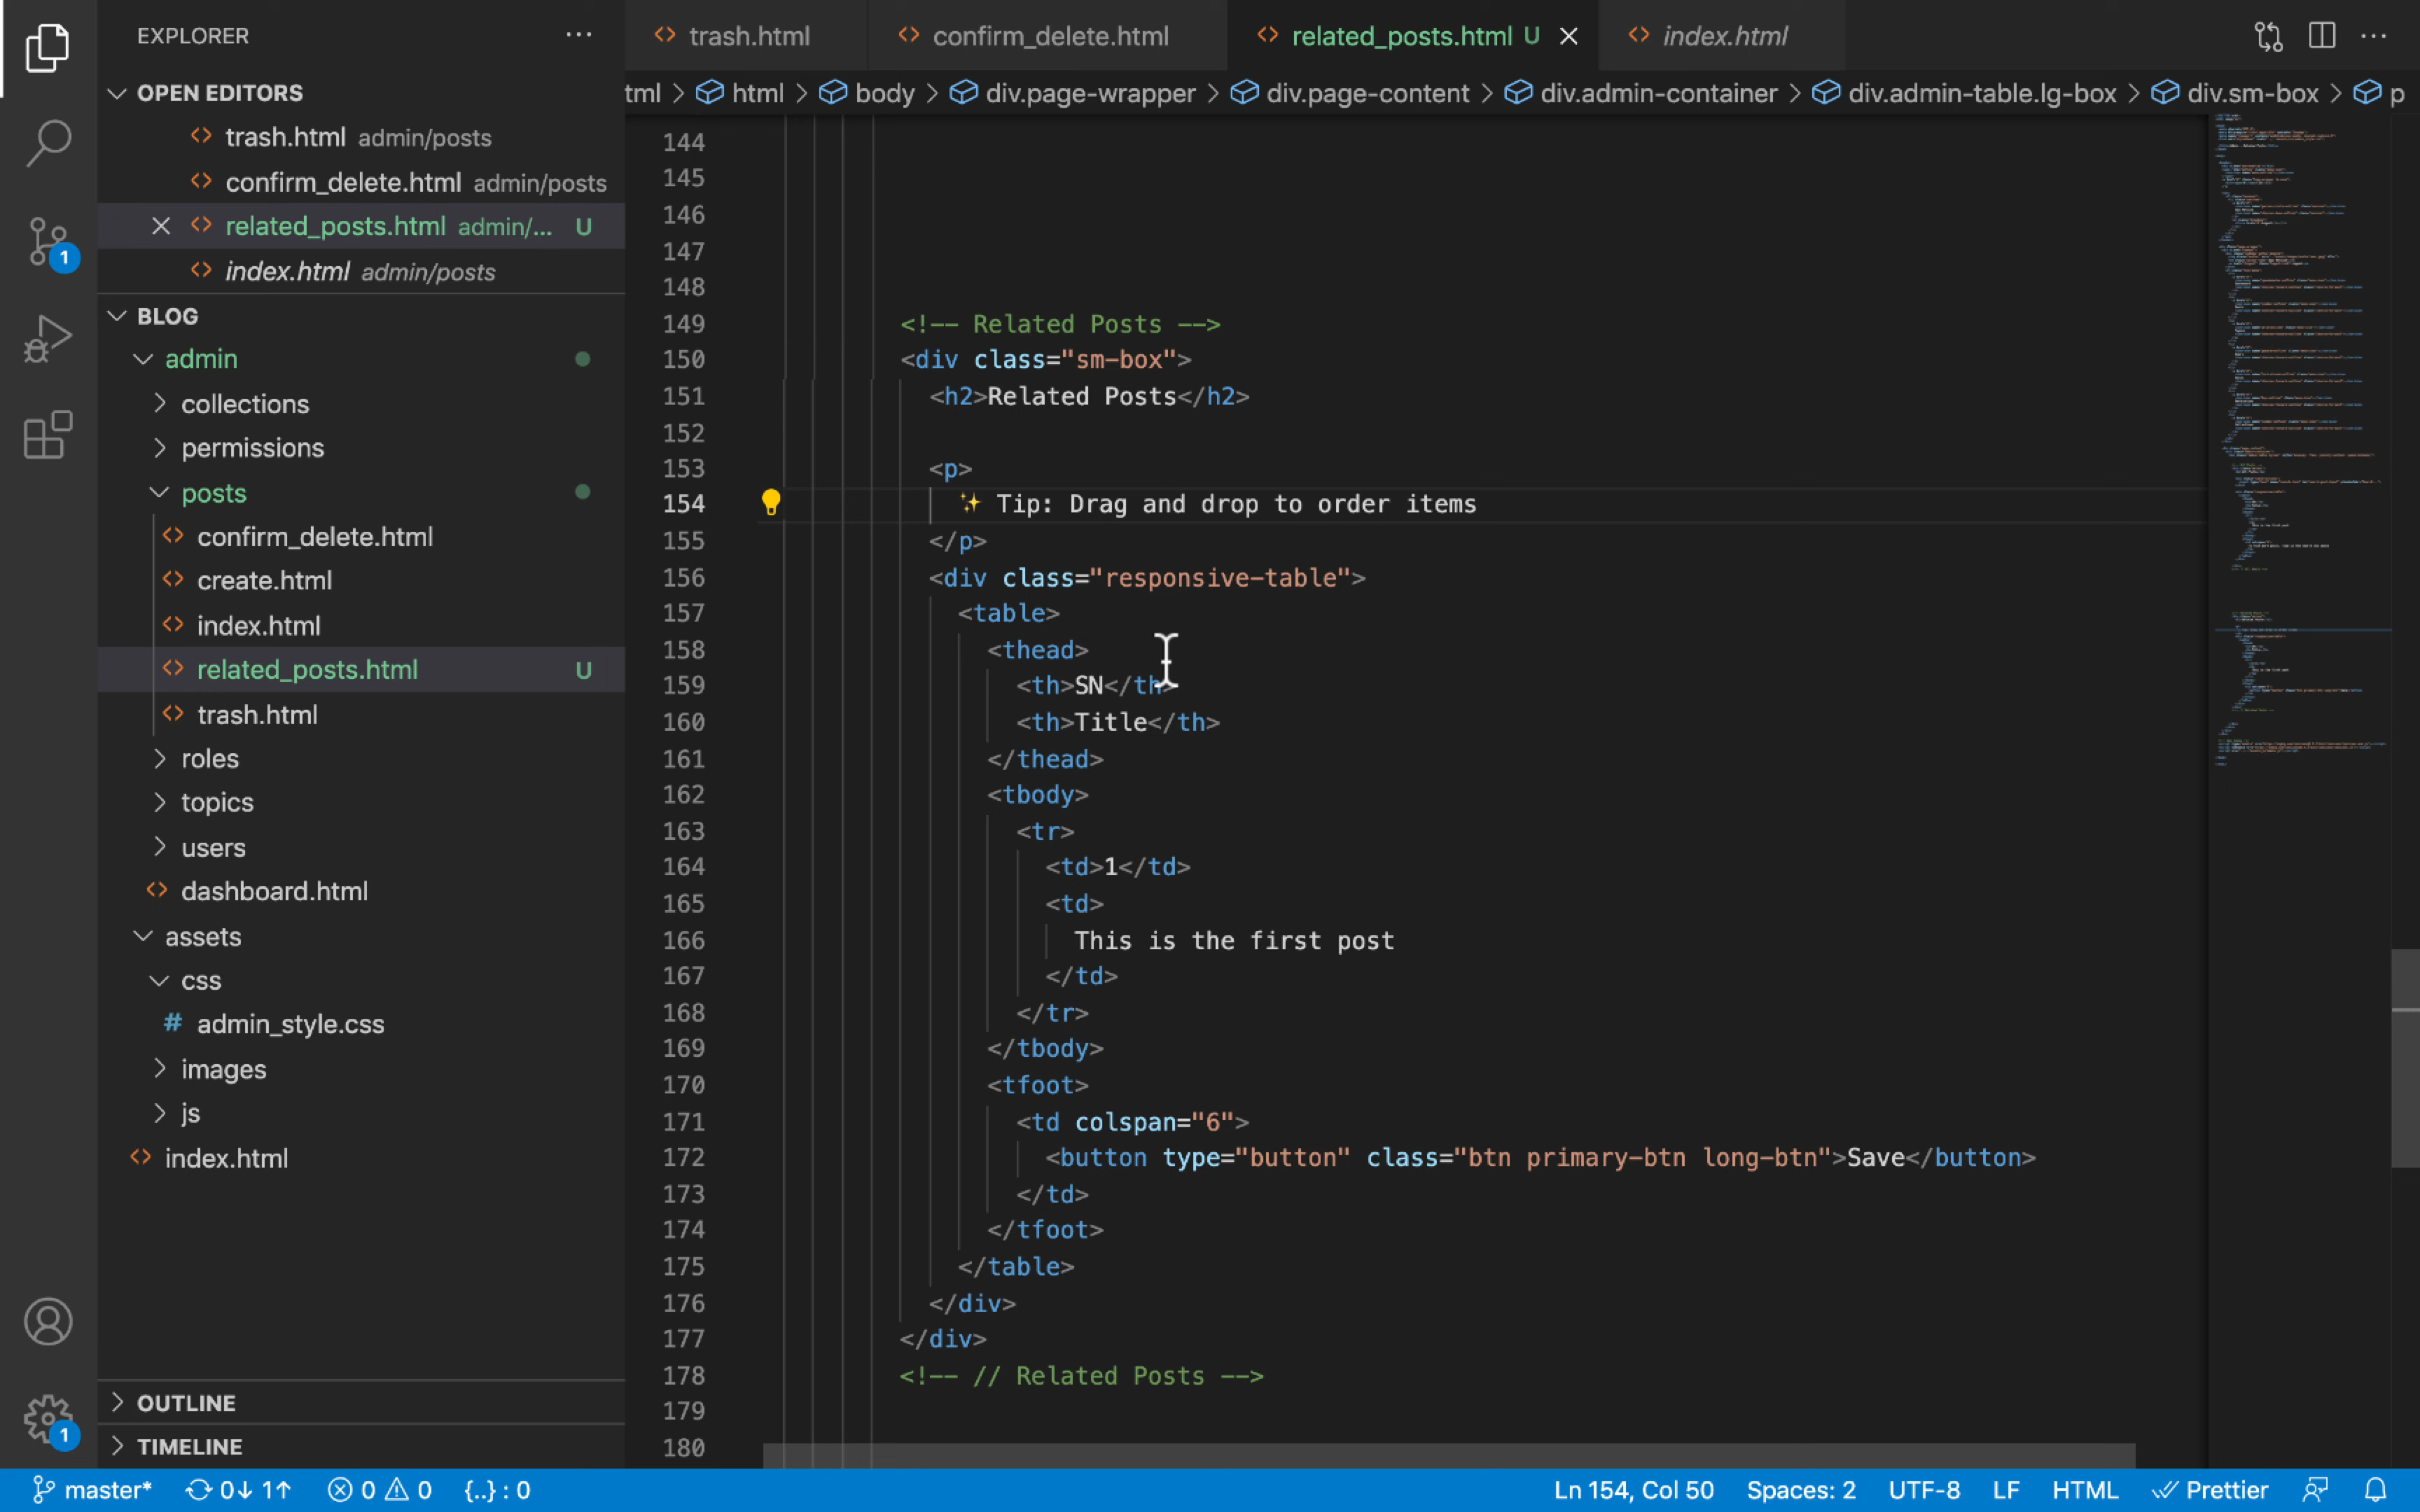 EXPLORER ...
OPEN EDITORS
trash.html admin/posts
confirm_delete.html admin/posts
related_posts.html admin/... U
index.html admin/posts
BLOG
admin
collections
permissions
posts
confirm_delete.html
create.html
index.html
related_posts.html U
trash.html
roles
topics
users
dashboard.html
assets
css
# admin_style.css
images
js
index.html
OUTLINE
TIMELINE
1
1
trash.html confirm_delete.html related_posts.html U index.html ...
tml > html > body > div.page-wrapper > div.page-content > div.admin-container > div.admin-table.lg-box > div.sm-box > p
144
145
146
147
148
149 <!-- Related Posts -->
150 <div class="sm-box">
151 <h2>Related Posts</h2>
152
153 <p>
154 ✨ Tip: Drag and drop to order items
155 </p>
156 <div class="responsive-table">
157 <table>
158 <thead>
159 <th>SN</th>
160 <th>Title</th>
161 </thead>
162 <tbody>
163 <tr>
164 <td>1</td>
165 <td>
166 This is the first post
167 </td>
168 </tr>
169 </tbody>
170 <tfoot>
171 <td colspan="6">
172 <button type="button" class="btn primary-btn long-btn">Save</button>
173 </td>
174 </tfoot>
175 </table>
176 </div>
177 </div>
178 <!-- // Related Posts -->
179
180
master* 0↓ 1↑ 0 0 {..} : 0 Ln 154, Col 50 Spaces: 2 UTF-8 LF HTML Prettier